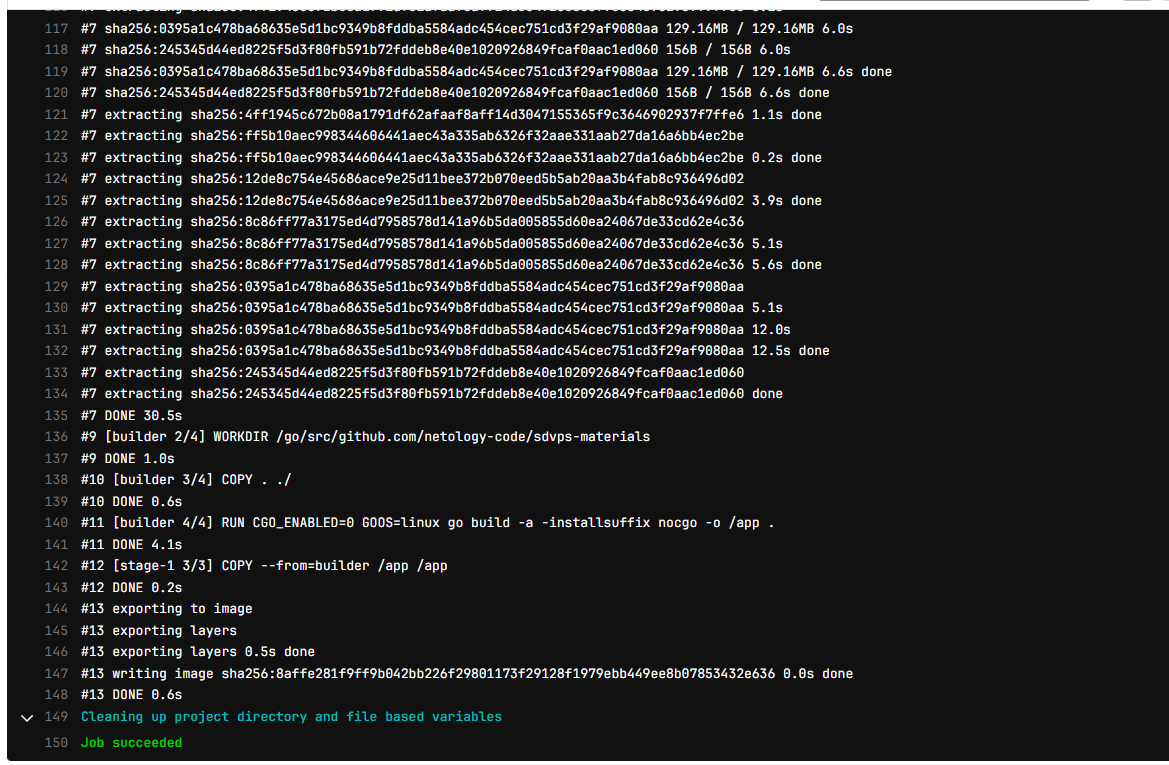 117 #7 sha256:0395a1c478ba68635e5d1bc9349b8fddba5584adc454cec751cd3f29af9080aa 129.16MB / 129.16MB 6.0s
118 #7 sha256:245345d44ed8225f5d3f80fb591b72fddeb8e40e1020926849fcaf0aac1ed060 156B / 156B 6.0s
119 #7 sha256:0395a1c478ba68635e5d1bc9349b8fddba5584adc454cec751cd3f29af9080aa 129.16MB / 129.16MB 6.6s done
120 #7 sha256:245345d44ed8225f5d3f80fb591b72fddeb8e40e1020926849fcaf0aac1ed060 156B / 156B 6.6s done
121 #7 extracting sha256:4ff1945c672b08a1791df62afaaf8aff14d3047155365f9c3646902937f7ffe6 1.1s done
122 #7 extracting sha256:ff5b10aec998344606441aec43a335ab6326f32aae331aab27da16a6bb4ec2be
123 #7 extracting sha256:ff5b10aec998344606441aec43a335ab6326f32aae331aab27da16a6bb4ec2be 0.2s done
124 #7 extracting sha256:12de8c754e45686ace9e25d11bee372b070eed5b5ab20aa3b4fab8c936496d02
125 #7 extracting sha256:12de8c754e45686ace9e25d11bee372b070eed5b5ab20aa3b4fab8c936496d02 3.9s done
126 #7 extracting sha256:8c86ff77a3175ed4d7958578d141a96b5da005855d60ea24067de33cd62e4c36
127 #7 extracting sha256:8c86ff77a3175ed4d7958578d141a96b5da005855d60ea24067de33cd62e4c36 5.1s
128 #7 extracting sha256:8c86ff77a3175ed4d7958578d141a96b5da005855d60ea24067de33cd62e4c36 5.6s done
129 #7 extracting sha256:0395a1c478ba68635e5d1bc9349b8fddba5584adc454cec751cd3f29af9080aa
130 #7 extracting sha256:0395a1c478ba68635e5d1bc9349b8fddba5584adc454cec751cd3f29af9080aa 5.1s
131 #7 extracting sha256:0395a1c478ba68635e5d1bc9349b8fddba5584adc454cec751cd3f29af9080aa 12.0s
132 #7 extracting sha256:0395a1c478ba68635e5d1bc9349b8fddba5584adc454cec751cd3f29af9080aa 12.5s done
133 #7 extracting sha256:245345d44ed8225f5d3f80fb591b72fddeb8e40e1020926849fcaf0aac1ed060
134 #7 extracting sha256:245345d44ed8225f5d3f80fb591b72fddeb8e40e1020926849fcaf0aac1ed060 done
135 #7 DONE 30.5s
136 #9 [builder 2/4] WORKDIR /go/src/github.com/netology-code/sdvps-materials
137 #9 DONE 1.0s
138 #10 [builder 3/4] COPY . ./
139 #10 DONE 0.6s
140 #11 [builder 4/4] RUN CGO_ENABLED=0 GOOS=linux go build -a -installsuffix nocgo -o /app .
141 #11 DONE 4.1s
142 #12 [stage-1 3/3] COPY --from=builder /app /app
143 #12 DONE 0.2s
144 #13 exporting to image
145 #13 exporting layers
146 #13 exporting layers 0.5s done
147 #13 writing image sha256:8affe281f9ff9b042bb226f29801173f29128f1979ebb449ee8b07853432e636 0.0s done
148 #13 DONE 0.6s
149 Cleaning up project directory and file based variables
150 Job succeeded